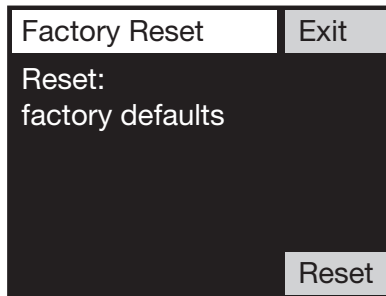 Factory Reset
Exit
Reset:
factory defaults
Reset